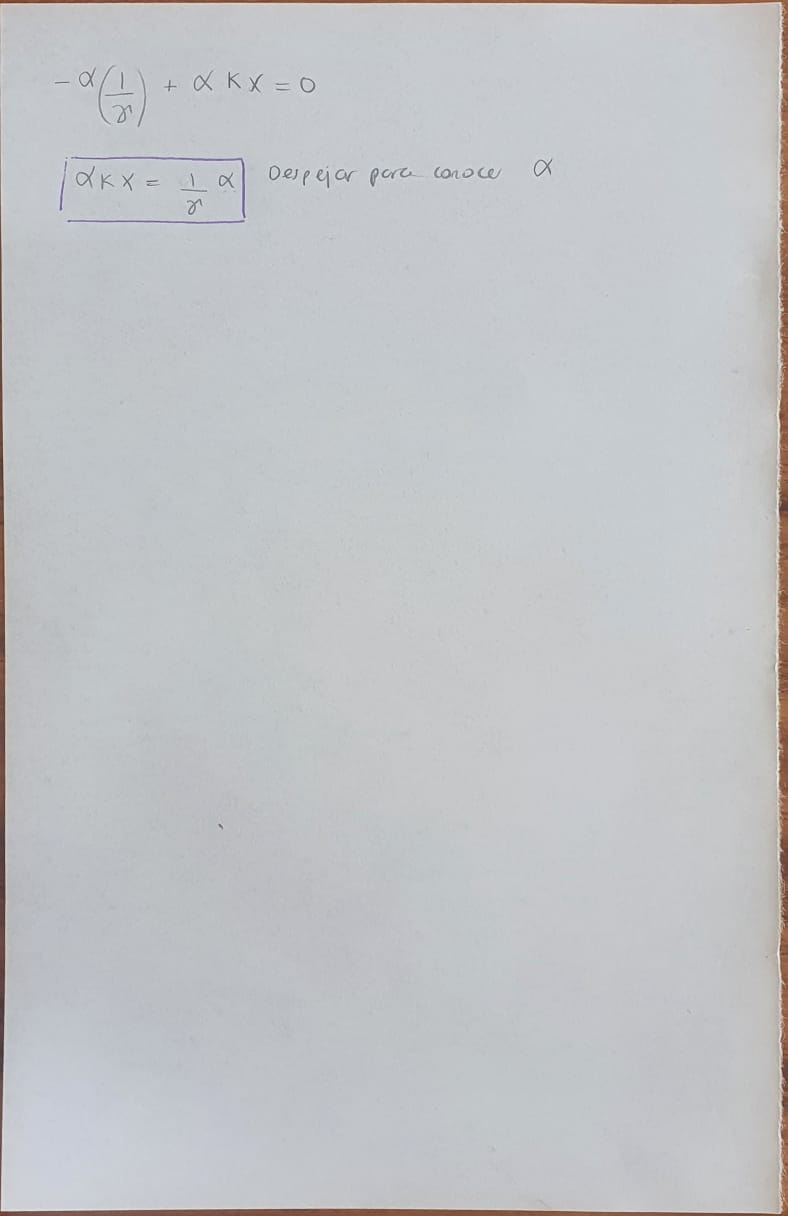 - α (1/γ) + α K X = 0
α K X = 1/γ α Despejar para conoce α